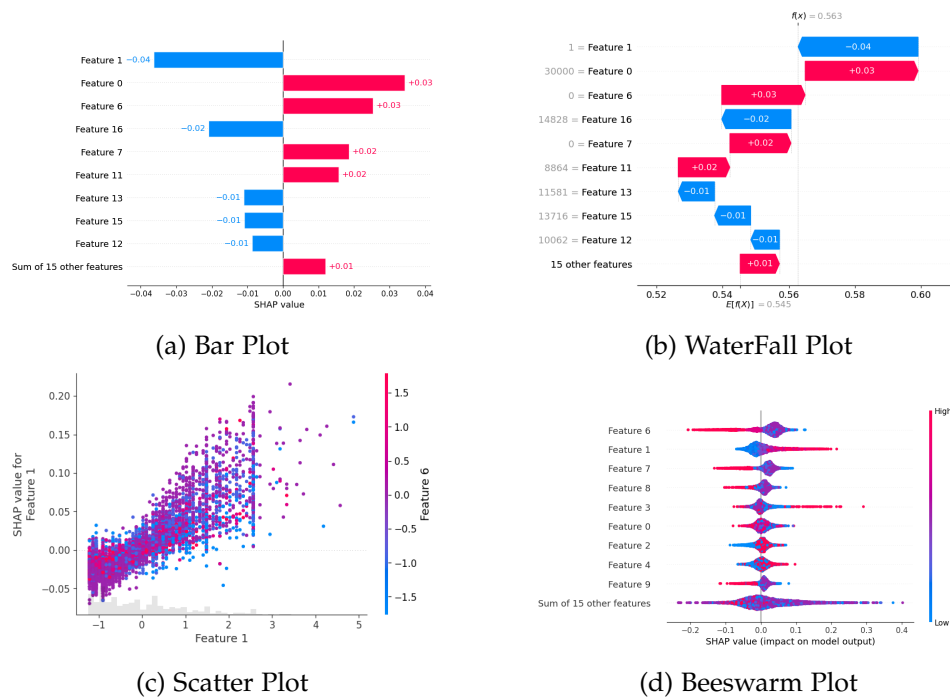 Feature 1
Feature 0
Feature 6
Feature 16
Feature 7
Feature 11
Feature 13
Feature 15
Feature 12
Sum of 15 other features
−0.04
+0.03
+0.03
−0.02
+0.02
+0.02
−0.01
−0.01
−0.01
+0.01
−0.04 −0.03 −0.02 −0.01 0.00 0.01 0.02 0.03 0.04
SHAP value
(a) Bar Plot
f(x) = 0.563
1 = Feature 1
30000 = Feature 0
0 = Feature 6
14828 = Feature 16
0 = Feature 7
8864 = Feature 11
11581 = Feature 13
13716 = Feature 15
10062 = Feature 12
15 other features
−0.04
+0.03
+0.03
−0.02
+0.02
+0.02
−0.01
−0.01
−0.01
+0.01
0.52 0.54 0.56 0.58 0.60
E[f(X)] = 0.545
(b) WaterFall Plot
SHAP value for
Feature 1
0.20
0.15
0.10
0.05
0.00
−0.05
−1 0 1 2 3 4 5
Feature 1
1.5
1.0
0.5
0.0
−0.5
−1.0
−1.5
Feature 6
(c) Scatter Plot
Feature 6
Feature 1
Feature 7
Feature 8
Feature 3
Feature 0
Feature 2
Feature 4
Feature 9
Sum of 15 other features
−0.2 −0.1 0.0 0.1 0.2 0.3 0.4
SHAP value (impact on model output)
High
Low
(d) Beeswarm Plot